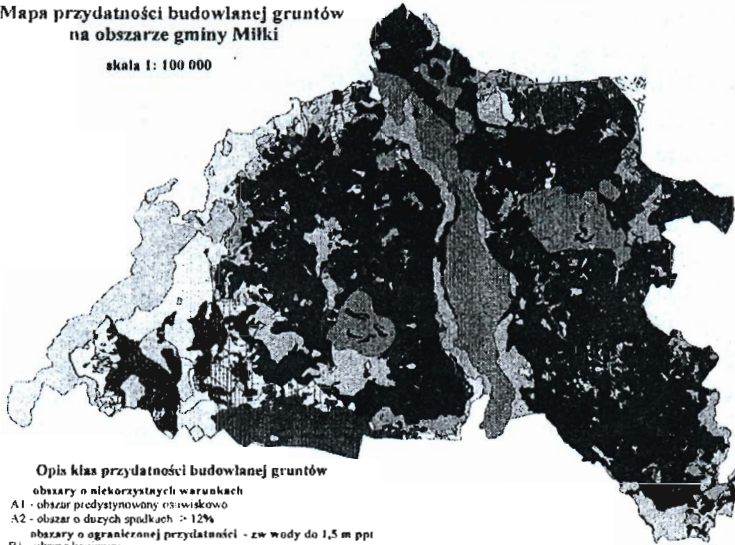 Mapa przydatności budowlanej gruntów
na obszarze gminy Miłki
skala 1: 100 000
Opis klas przydatności budowlanej gruntów
obszary o niekorzystnych warunkach
A1 - obszar predystynowany osuwiskowo
A2 - obszar o dużych spadkach > 12%
obszary o ograniczonej przydatności - zw wody do 1,5 m ppt